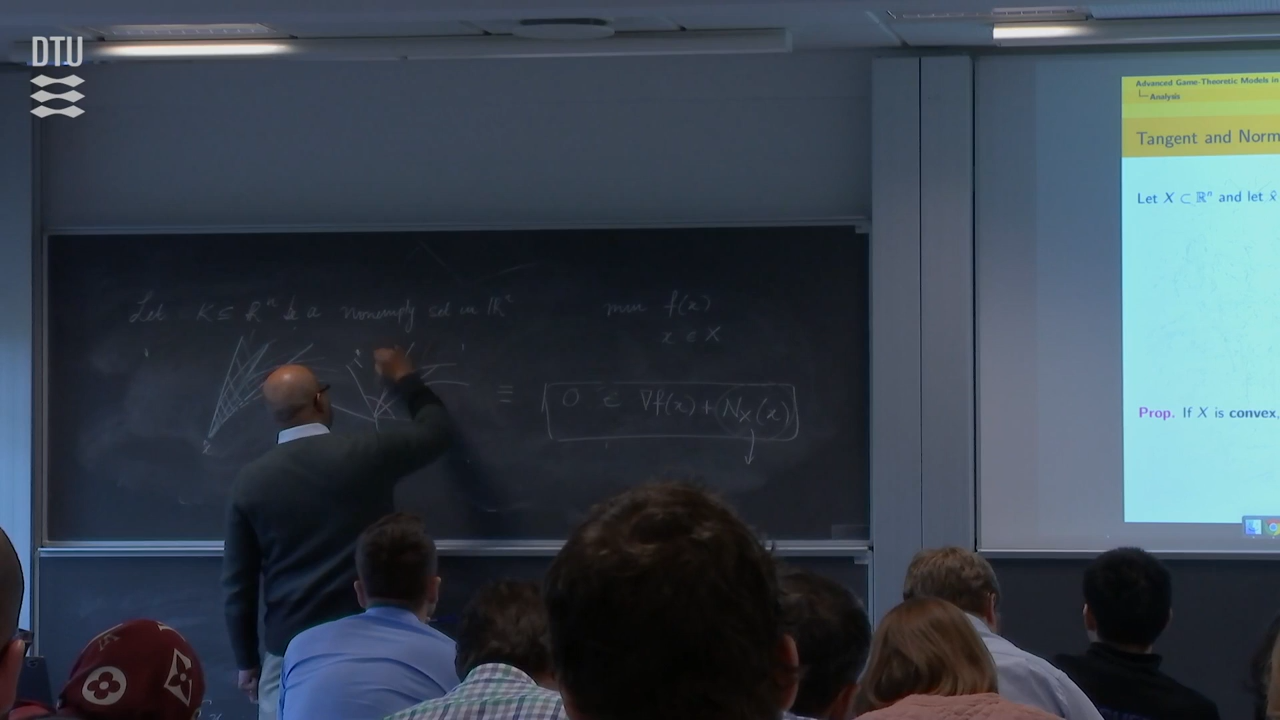 DTU
Let K ⊆ ℝⁿ be a nonempty set in ℝⁿ
min f(x)
x ∈ X
≡ 0 ∈ ∇f(x) + N_X(x)
x̂
Advanced Game-Theoretic Models in
Analysis
Tangent and Norm
Let X ⊂ ℝⁿ and let x̂
Prop. If X is convex,